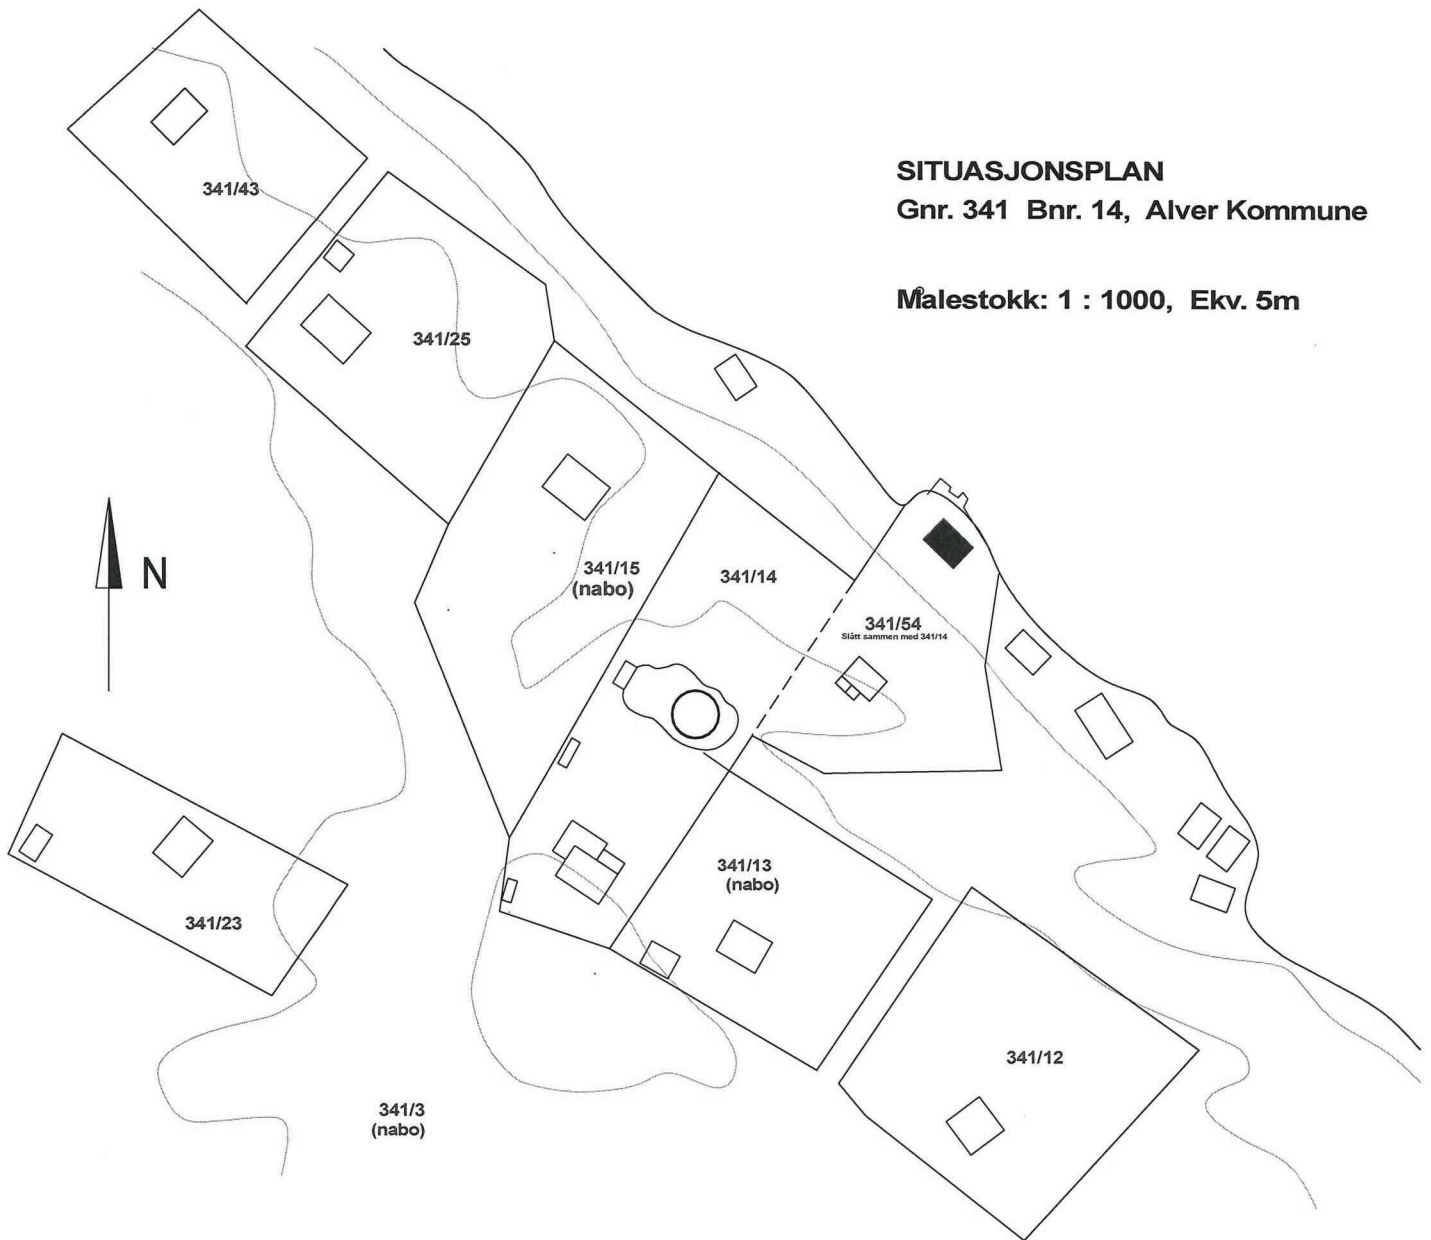 SITUASJONSPLAN
Gnr. 341 Bnr. 14, Alver Kommune
Målestokk: 1 : 1000, Ekv. 5m
341/43
341/25
341/15
(nabo)
341/14
341/54
Slått sammen med 341/14
N
341/13
(nabo)
341/23
341/12
341/3
(nabo)